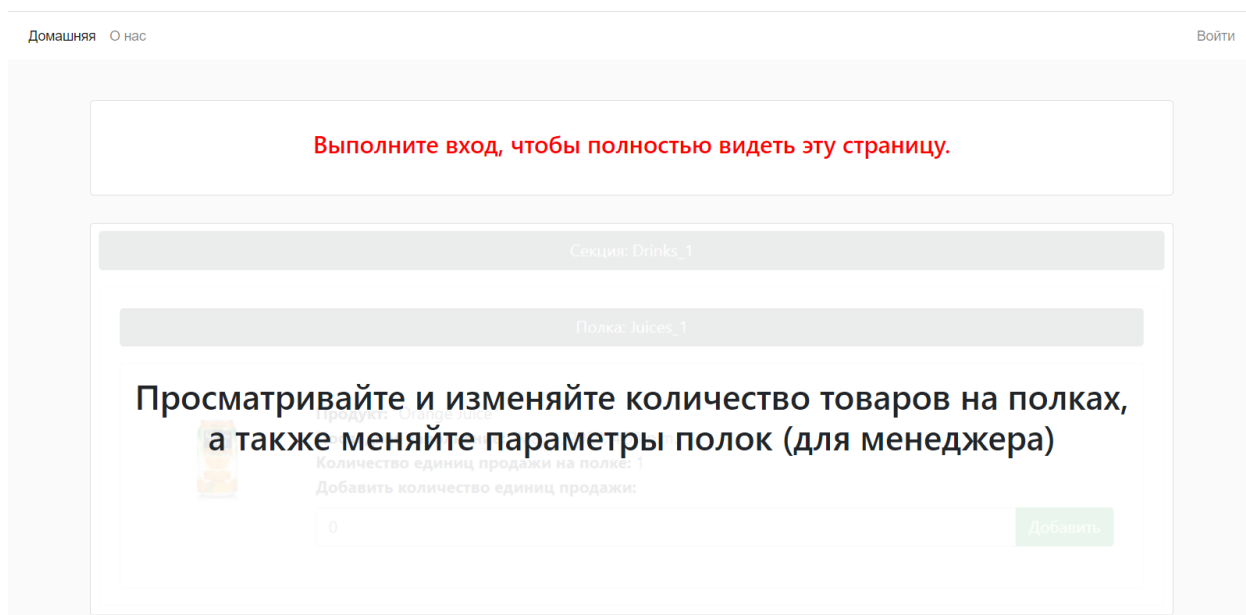 Домашняя О нас Войти
Выполните вход, чтобы полностью видеть эту страницу.
Секция: Drinks_1
Полка: Juices_1
Просматривайте и изменяйте количество товаров на полках,
а также меняйте параметры полок (для менеджера)
Продукт: Orange Juice
Количество единиц продажи на полке: 1
Добавить количество единиц продажи:
0 Добавить